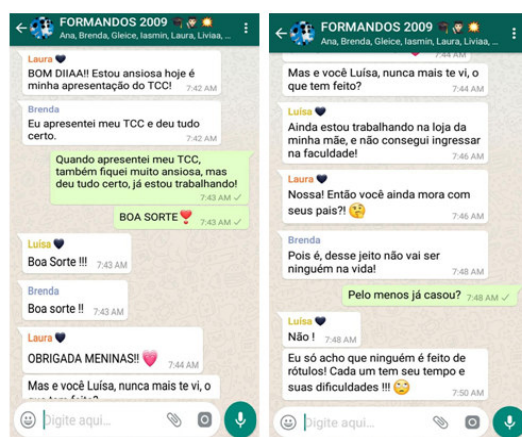 FORMANDOS 2009
Ana, Brenda, Gleice, Iasmin, Laura, Liviaa, ...
Laura
BOM DIIAA!! Estou ansiosa hoje é
minha apresentação do TCC!
7:42 AM
Brenda
Eu apresentei meu TCC e deu tudo
certo.
7:42 AM
Quando apresentei meu TCC,
também fiquei muito ansiosa, mas
deu tudo certo, já estou trabalhando!
7:43 AM
BOA SORTE
7:43 AM
Luísa
Boa Sorte !!!
7:43 AM
Brenda
Boa sorte !!
7:43 AM
Laura
OBRIGADA MENINAS!!
7:44 AM
Mas e você Luísa, nunca mais te vi, o
Digite aqui...
FORMANDOS 2009
Ana, Brenda, Gleice, Iasmin, Laura, Liviaa, ...
7:44 AM
Mas e você Luísa, nunca mais te vi, o
que tem feito?
7:44 AM
Luísa
Ainda estou trabalhando na loja da
minha mãe, e não consegui ingressar
na faculdade!
7:46 AM
Laura
Nossa! Então você ainda mora com
seus pais?!
7:46 AM
Brenda
Pois é, desse jeito não vai ser
ninguém na vida!
7:48 AM
Pelo menos já casou?
7:48 AM
Luísa
Não !
7:48 AM
Eu só acho que ninguém é feito de
rótulos! Cada um tem seu tempo e
suas dificuldades !!!
7:50 AM
Digite aqui...